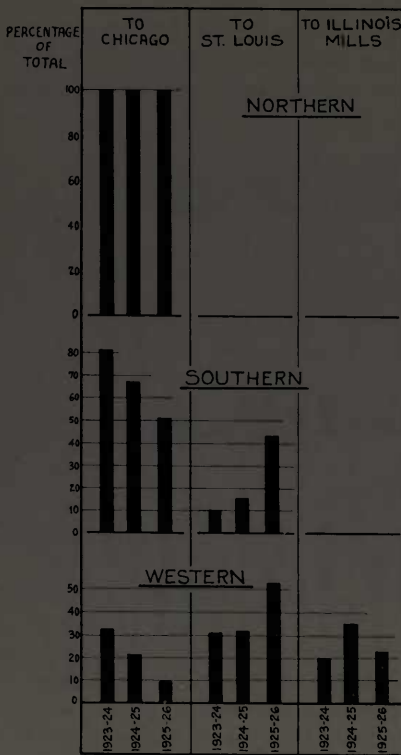 PERCENTAGE
OF
TOTAL
TO
CHICAGO
TO
ST. LOUIS
TO ILLINOIS
MILLS
NORTHERN
100
80
60
40
20
0
SOUTHERN
80
70
60
50
40
30
20
10
0
WESTERN
50
40
30
20
10
0
1923-24
1924-25
1925-26
1923-24
1924-25
1925-26
1923-24
1924-25
1925-26